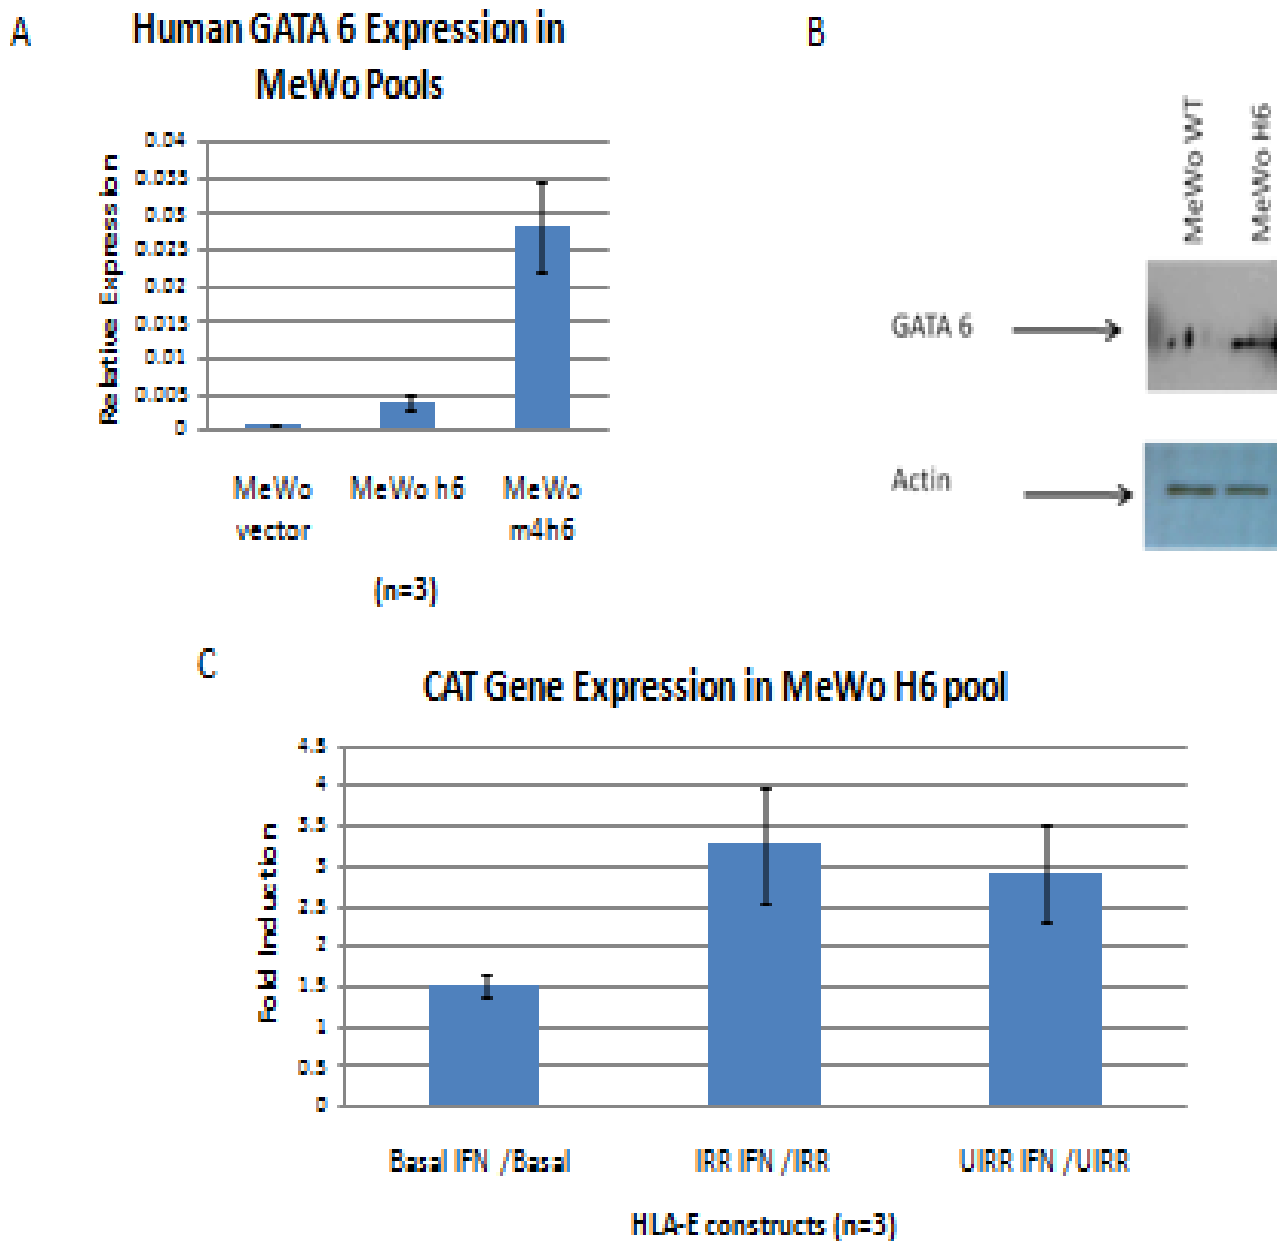 A
Human GATA 6 Expression in
MeWo Pools
Relative Expression
0.04
0.035
0.03
0.025
0.02
0.015
0.01
0.005
0
MeWo vector
MeWo h6
MeWo m4h6
(n=3)
B
MeWo WT
MeWo H6
GATA 6
Actin
C
CAT Gene Expression in MeWo H6 pool
Fold Induction
4.5
4
3.5
3
2.5
2
1.5
1
0.5
0
Basal IFN /Basal
IRR IFN /IRR
UIRR IFN /UIRR
HLA-E constructs (n=3)